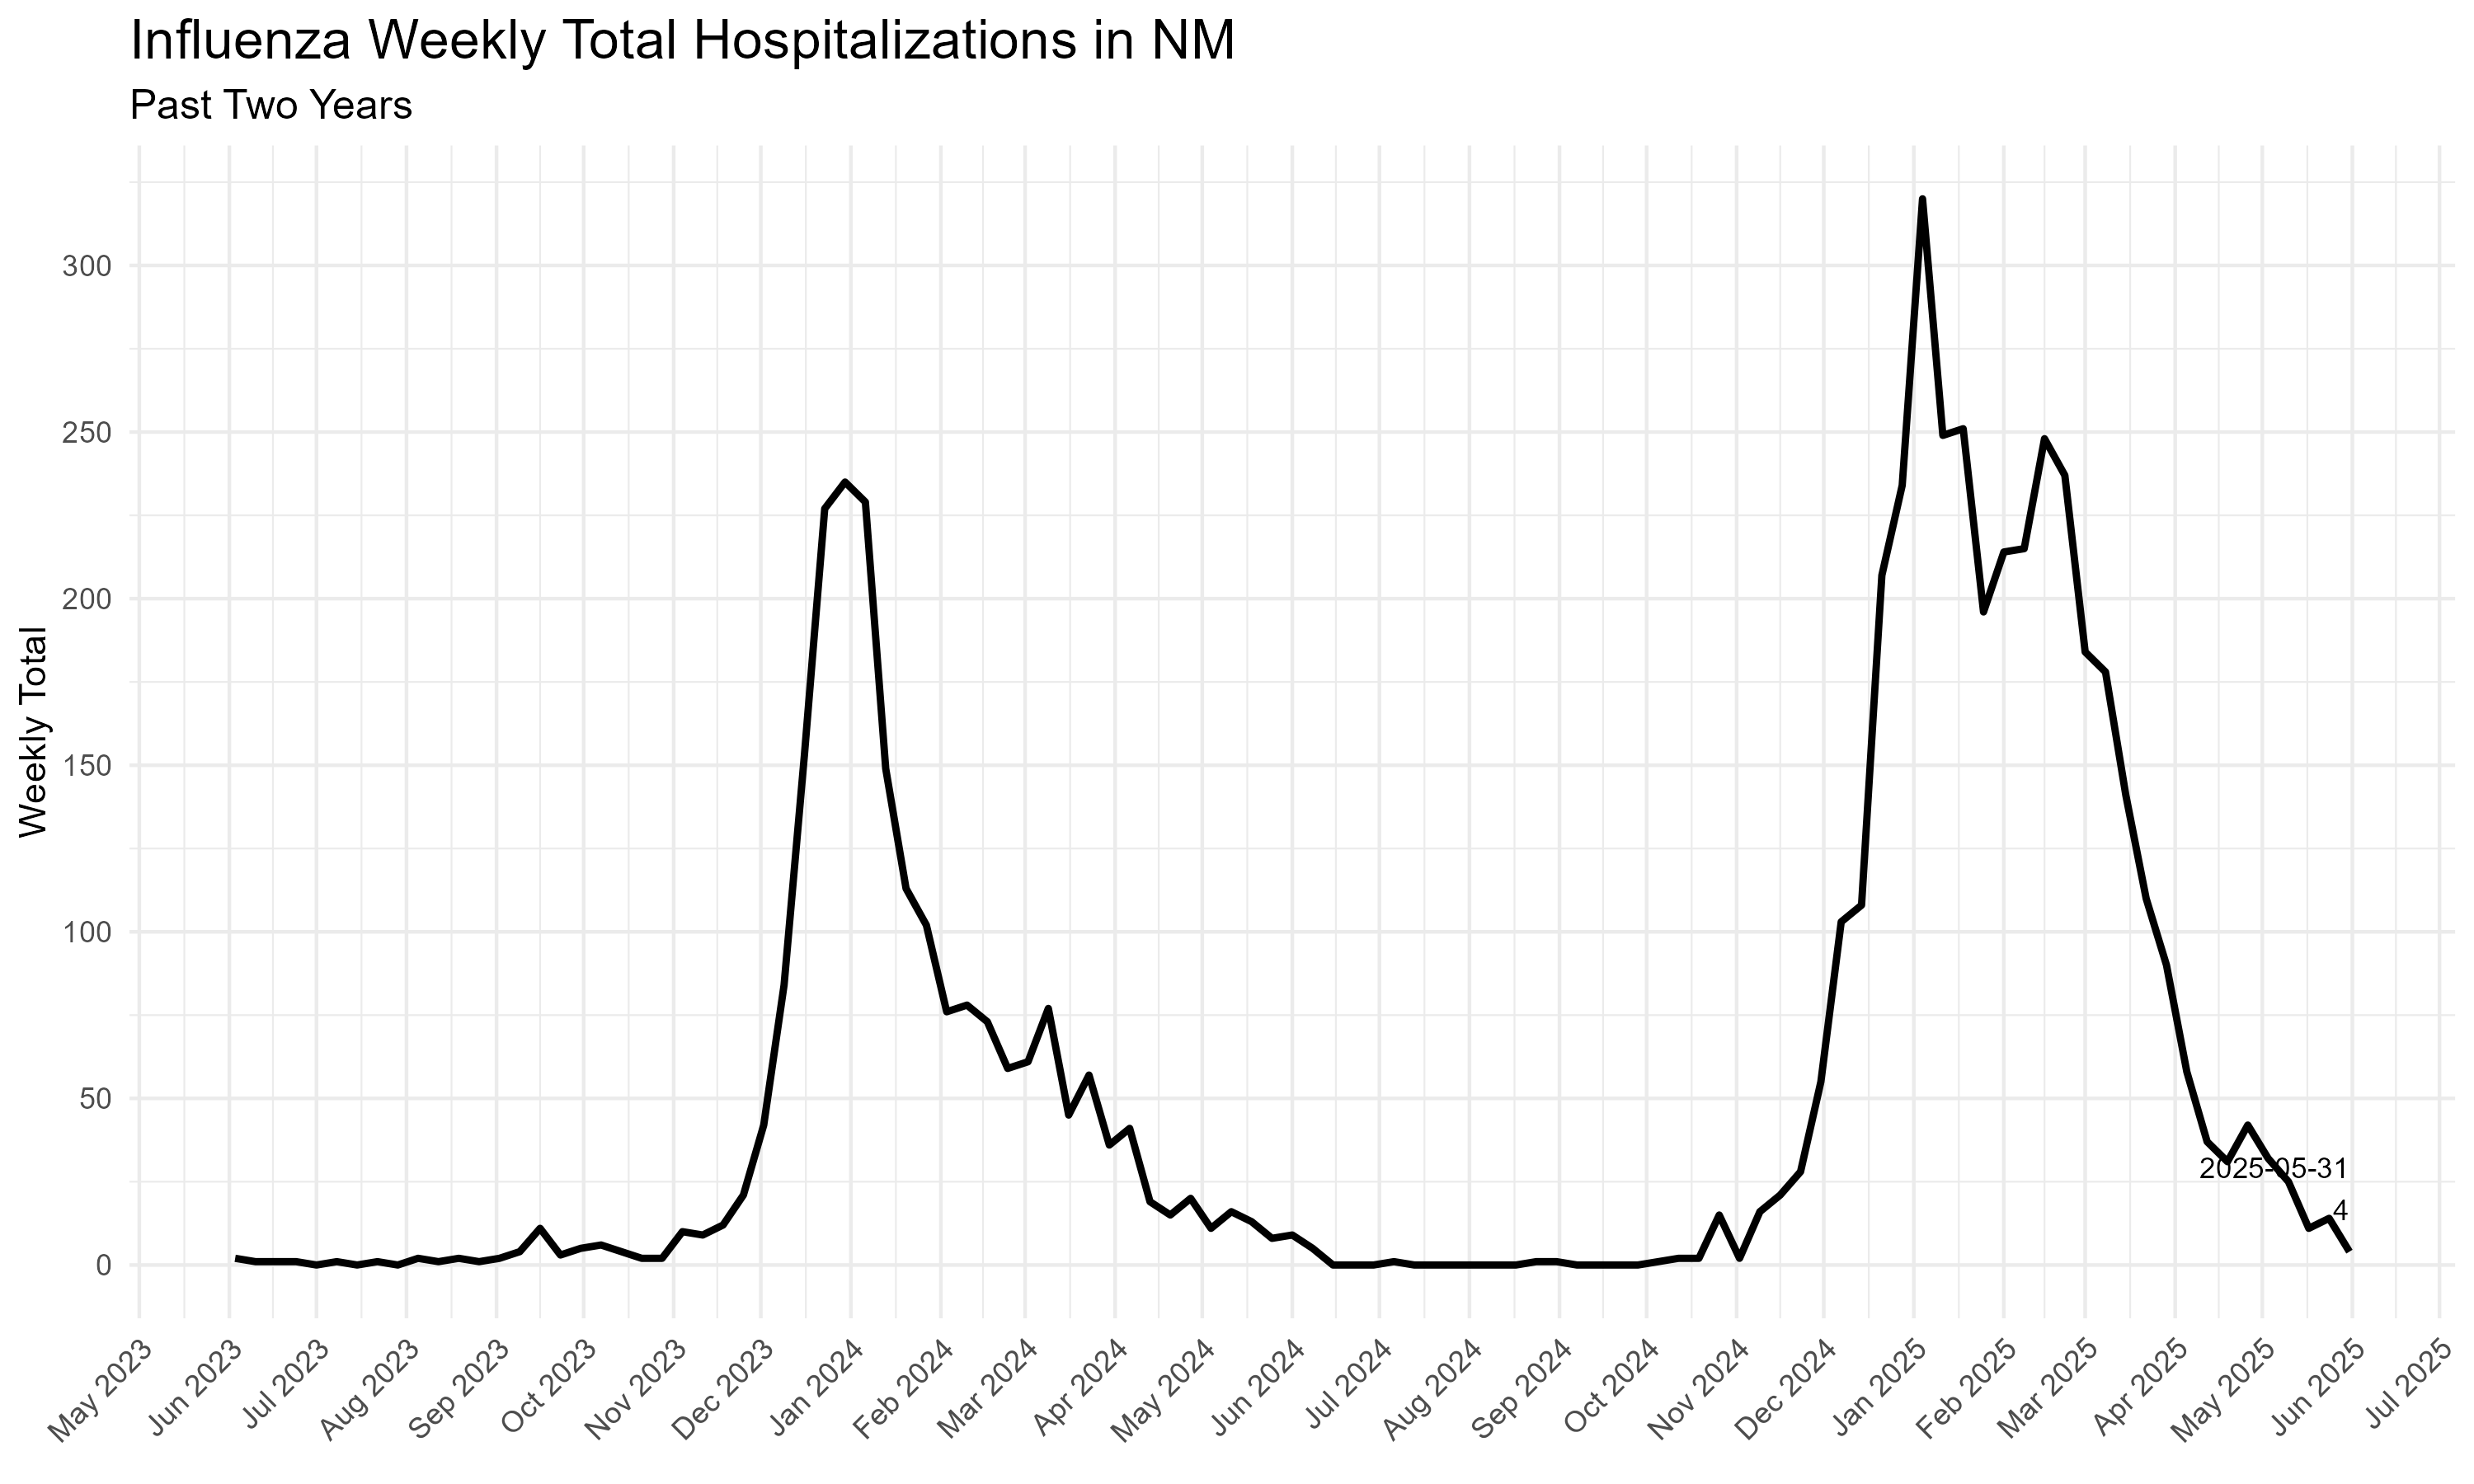 Influenza Weekly Total Hospitalizations in NM
Past Two Years
Weekly Total
300
250
200
150
100
50
0
2025-05-31
4
May 2023
Jun 2023
Jul 2023
Aug 2023
Sep 2023
Oct 2023
Nov 2023
Dec 2023
Jan 2024
Feb 2024
Mar 2024
Apr 2024
May 2024
Jun 2024
Jul 2024
Aug 2024
Sep 2024
Oct 2024
Nov 2024
Dec 2024
Jan 2025
Feb 2025
Mar 2025
Apr 2025
May 2025
Jun 2025
Jul 2025